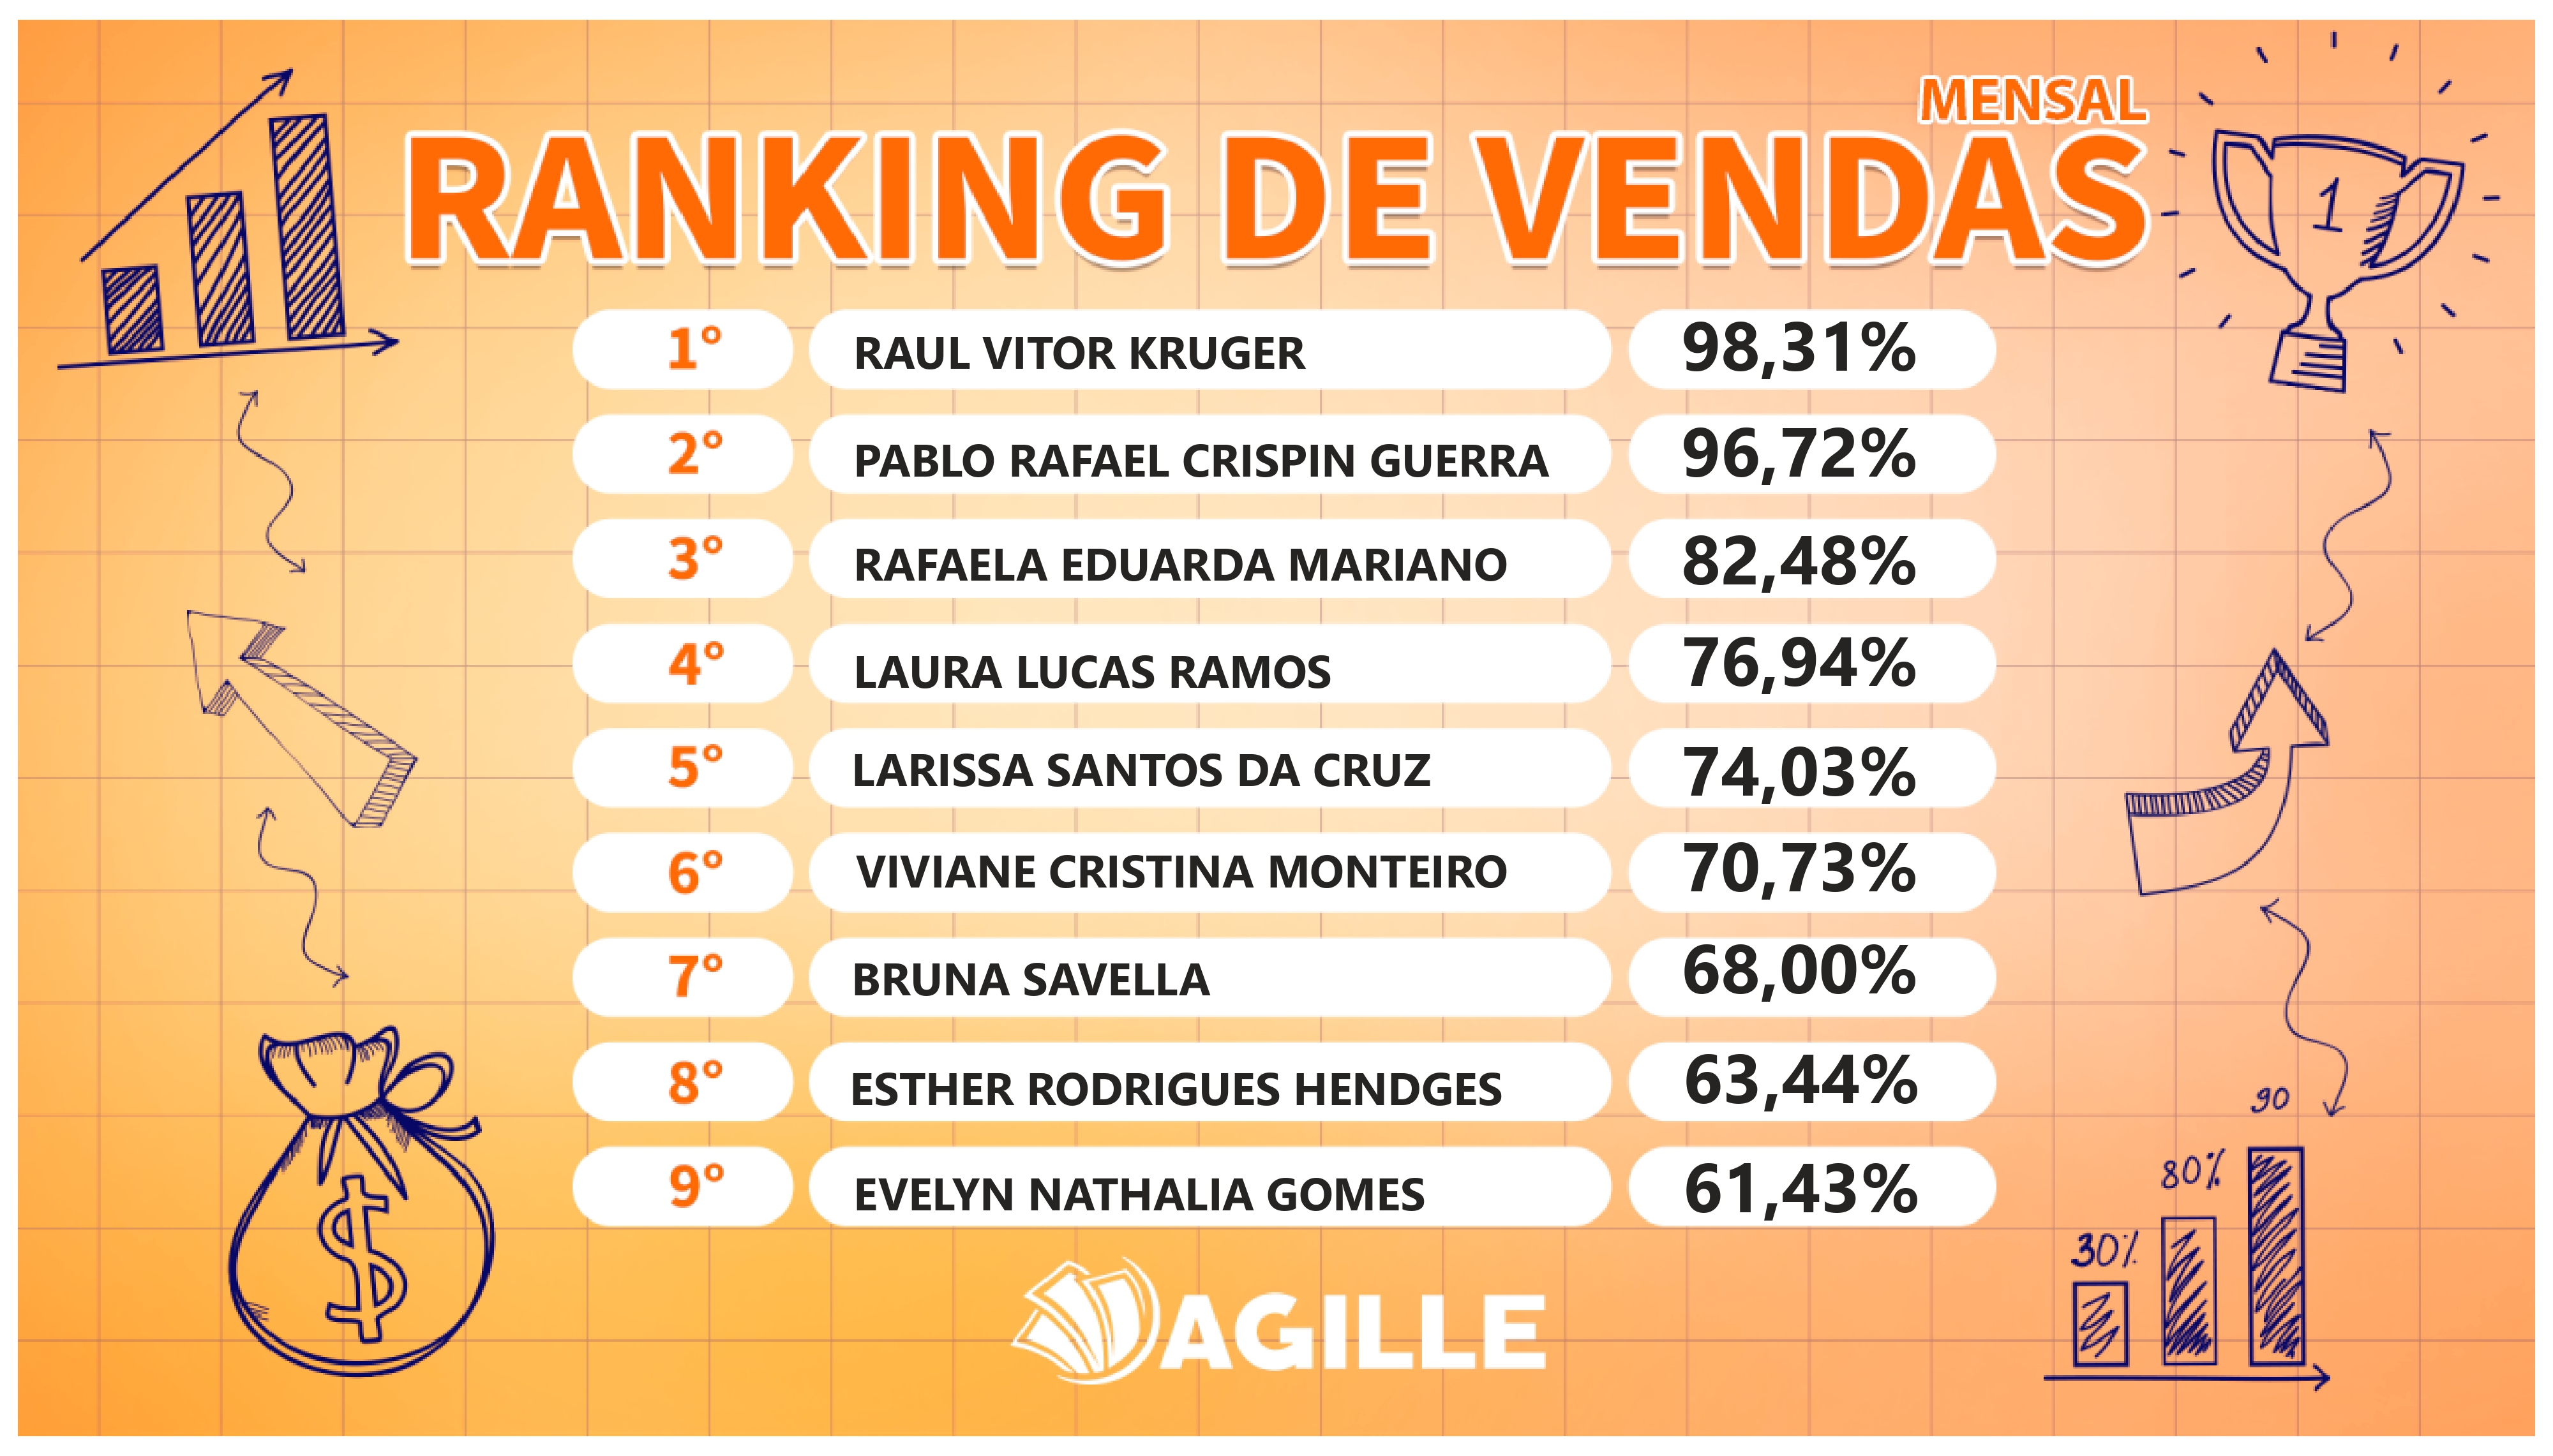 MENSAL
RANKING DE VENDAS
1
1° RAUL VITOR KRUGER 98,31%
2° PABLO RAFAEL CRISPIN GUERRA 96,72%
3° RAFAELA EDUARDA MARIANO 82,48%
4° LAURA LUCAS RAMOS 76,94%
5° LARISSA SANTOS DA CRUZ 74,03%
6° VIVIANE CRISTINA MONTEIRO 70,73%
7° BRUNA SAVELLA 68,00%
8° ESTHER RODRIGUES HENDGES 63,44%
9° EVELYN NATHALIA GOMES 61,43%
$
30%
80%
90
AGILLE